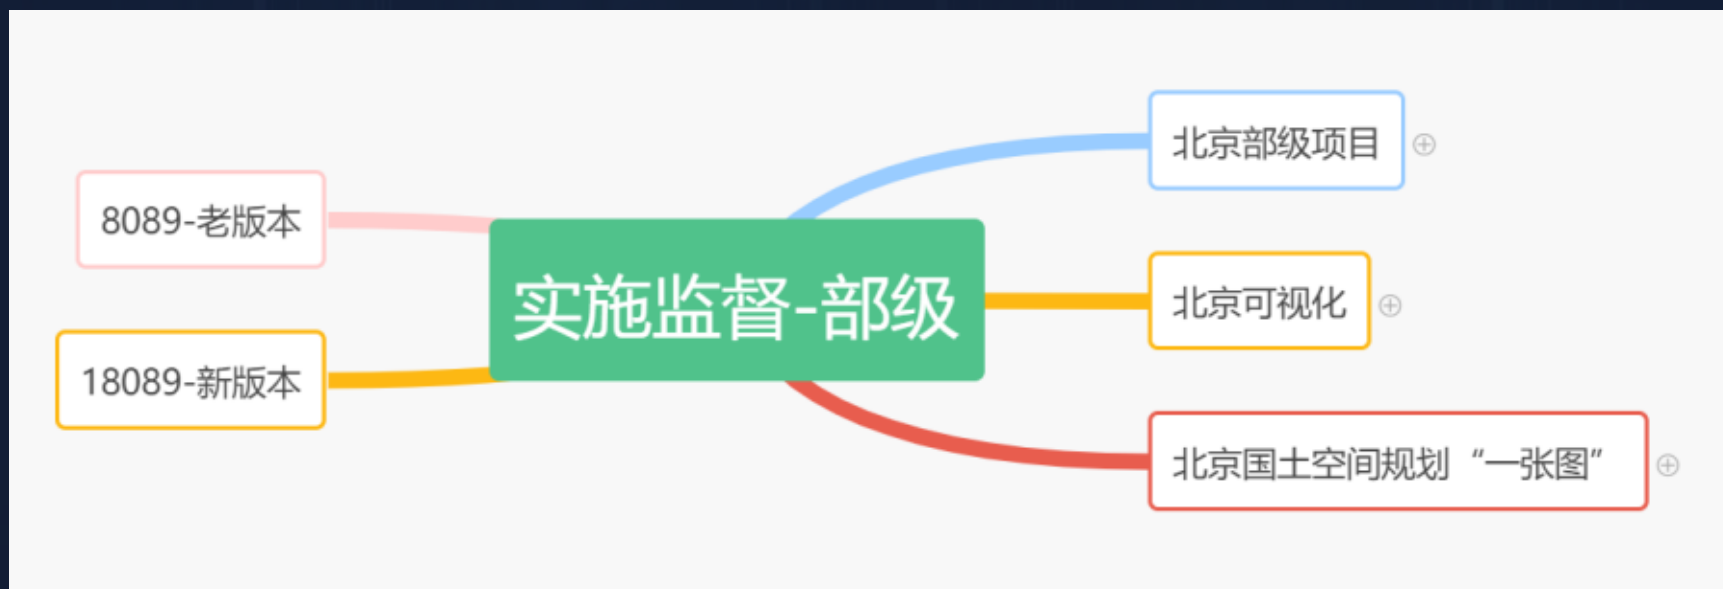 北京部级项目
8089-老版本
实施监督-部级
北京可视化
18089-新版本
北京国土空间规划“一张图”